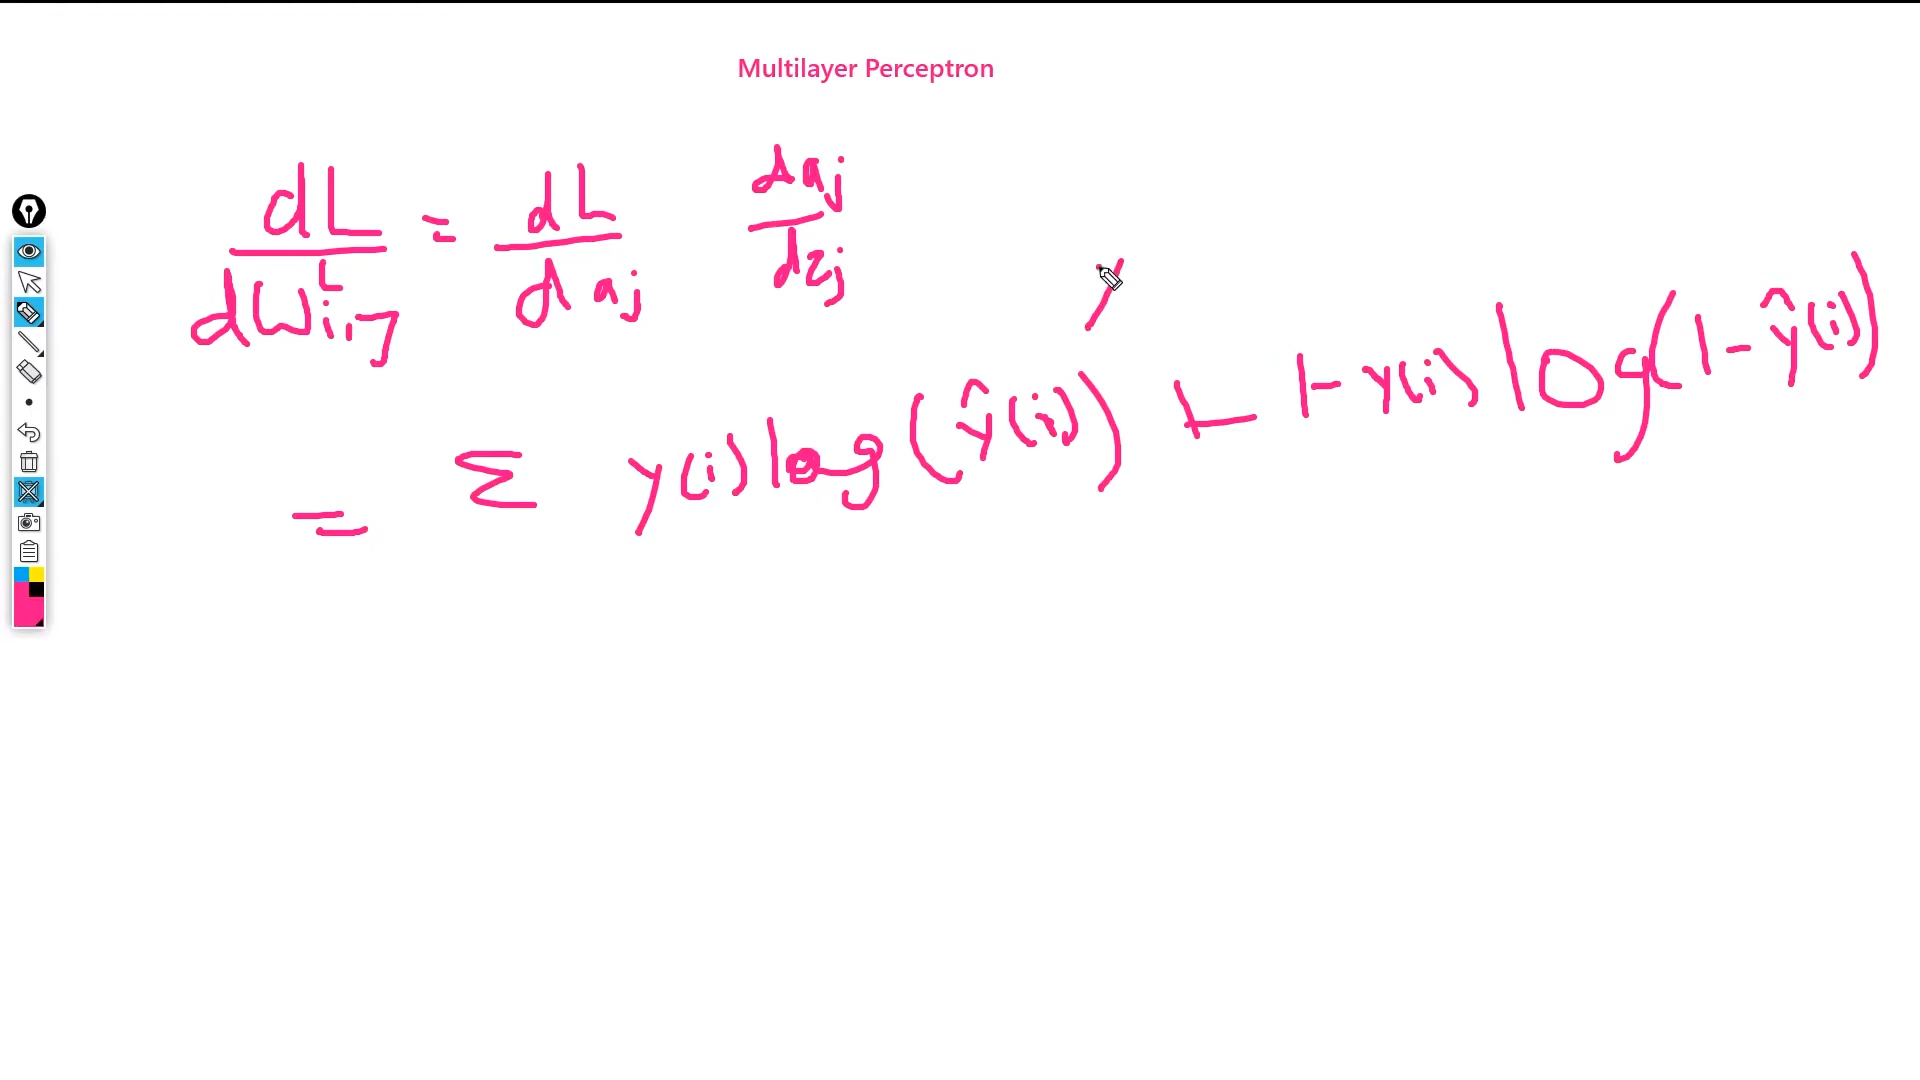 Multilayer Perceptron
dL/dW^L_{i,j} = dL/da_j da_j/dz_j
= Σ y(i) log(ŷ(i)) + 1-y(i) log(1-ŷ(i))